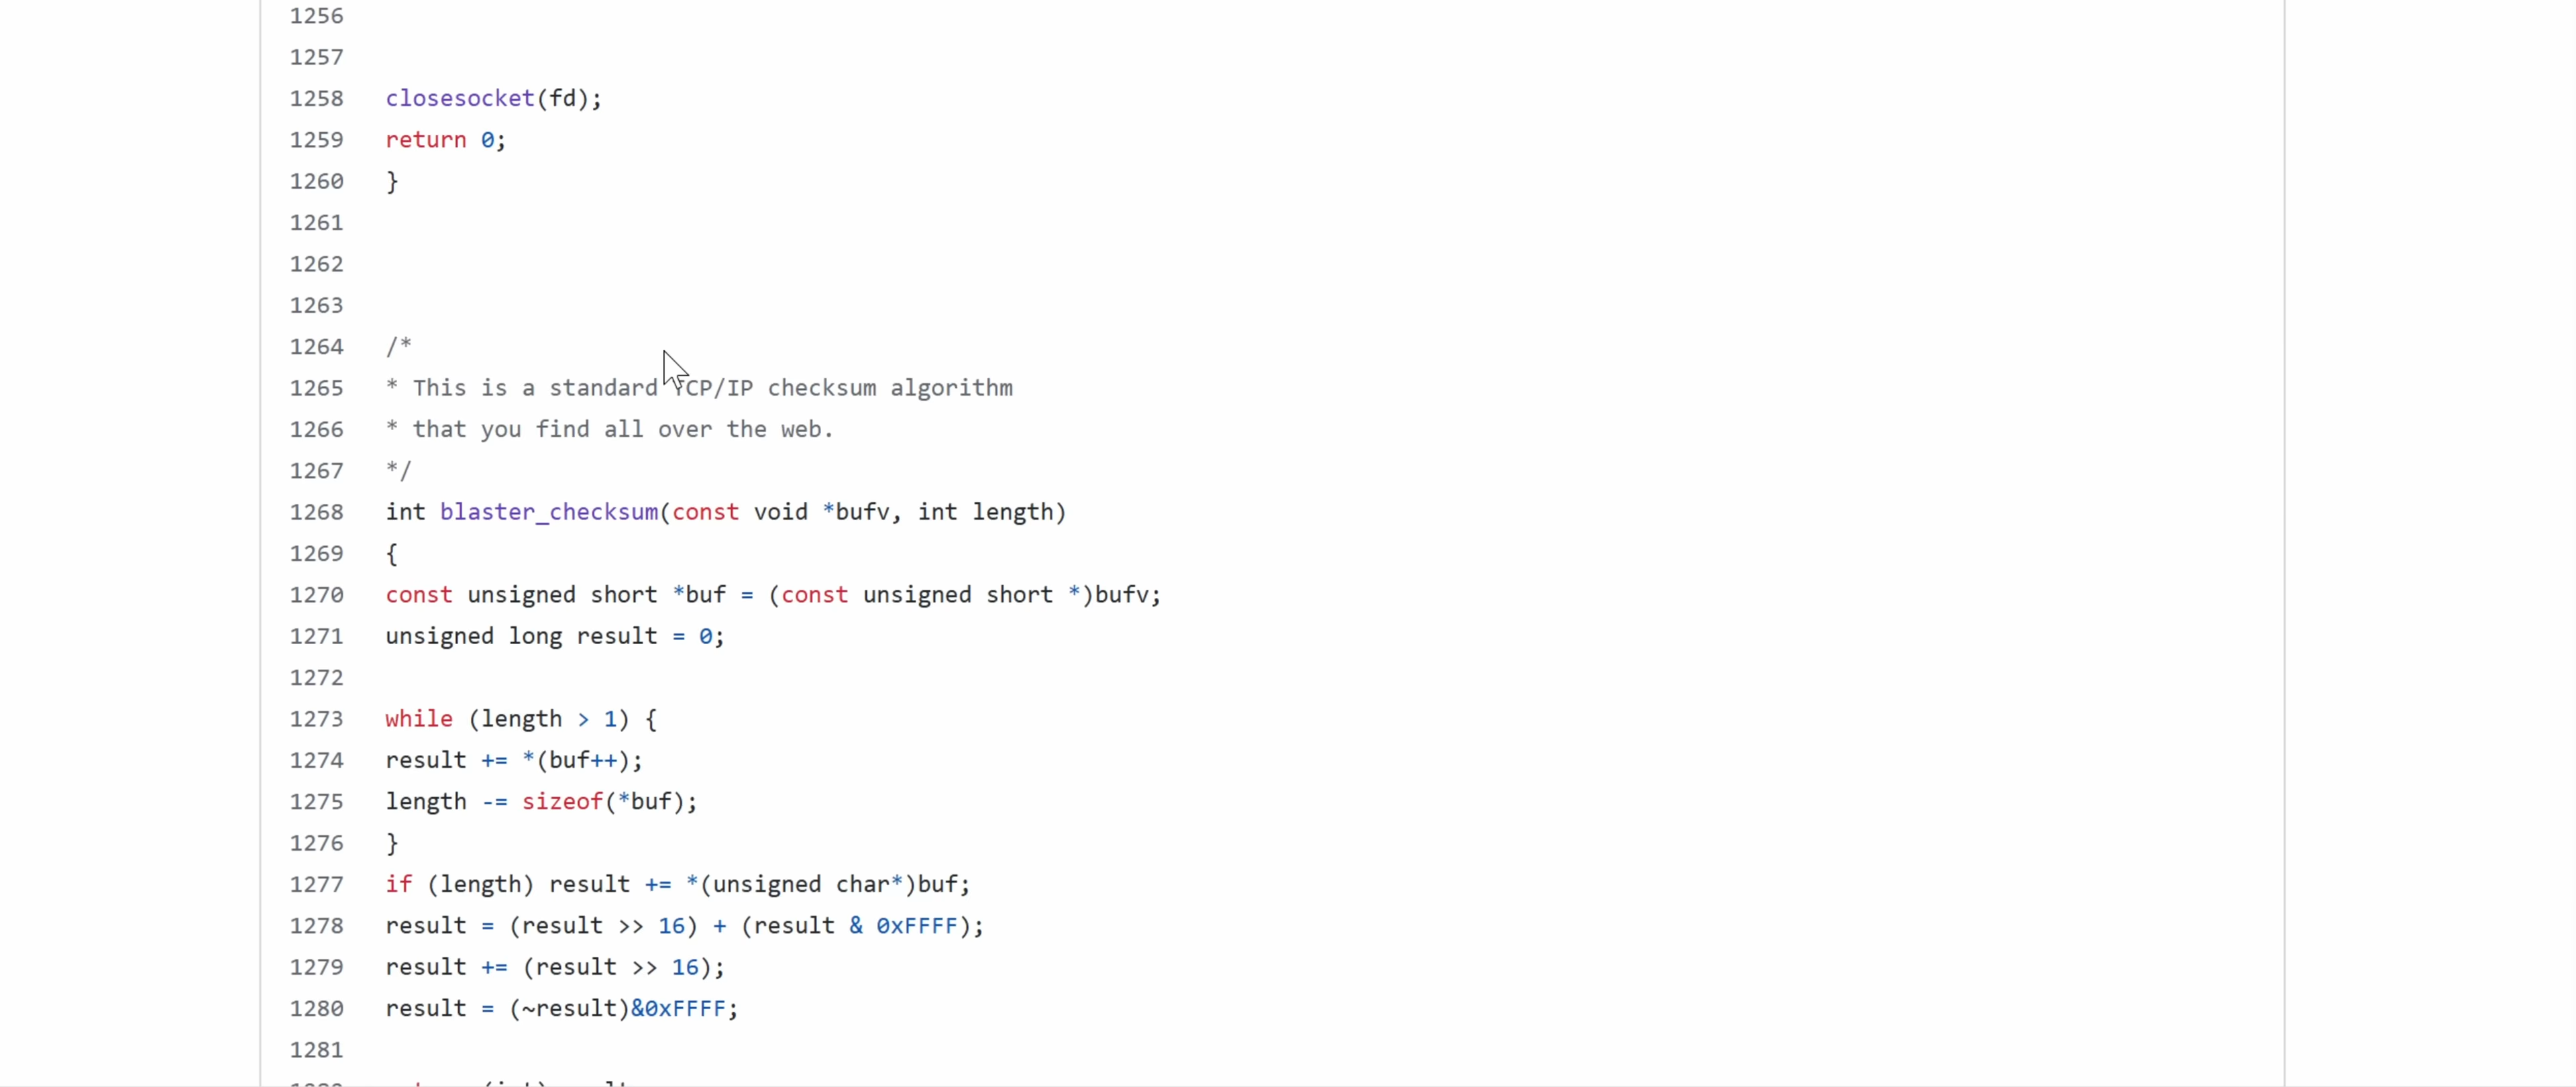 1256
1257
1258 closesocket(fd);
1259 return 0;
1260 }
1261
1262
1263
1264 /*
1265 * This is a standard TCP/IP checksum algorithm
1266 * that you find all over the web.
1267 */
1268 int blaster_checksum(const void *bufv, int length)
1269 {
1270 const unsigned short *buf = (const unsigned short *)bufv;
1271 unsigned long result = 0;
1272
1273 while (length > 1) {
1274 result += *(buf++);
1275 length -= sizeof(*buf);
1276 }
1277 if (length) result += *(unsigned char*)buf;
1278 result = (result >> 16) + (result & 0xFFFF);
1279 result += (result >> 16);
1280 result = (~result)&0xFFFF;
1281